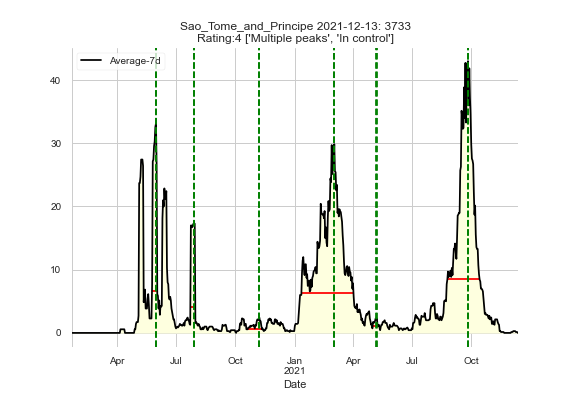 Sao_Tome_and_Principe 2021-12-13: 3733
Rating:4 ['Multiple peaks', 'In control']
Average-7d
40
30
20
10
0
Apr Jul Oct Jan Apr Jul Oct
2021
Date